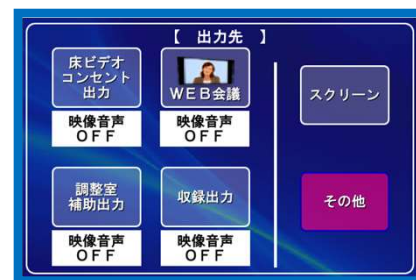 【 出力先 】
床ビデオ
コンセント
出力
映像音声
OFF
WEB会議
映像音声
OFF
スクリーン
調整室
補助出力
映像音声
OFF
収録出力
映像音声
OFF
その他